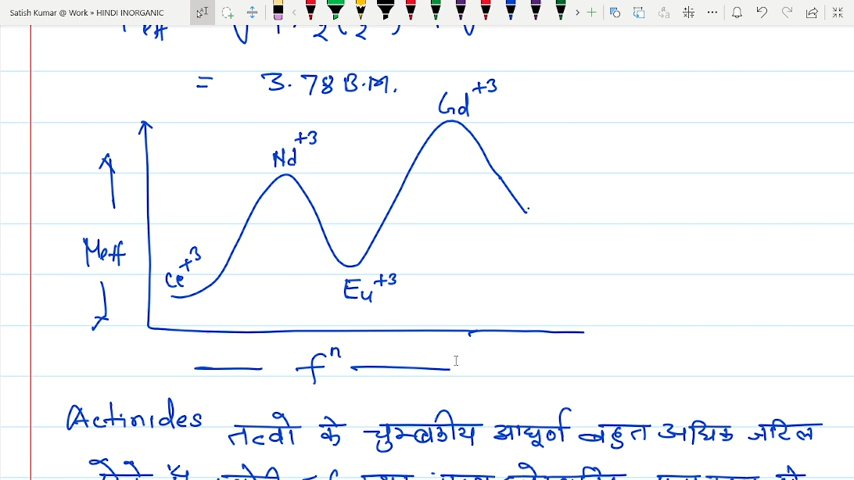 Satish Kumar @ Work » HINDI INORGANIC
= 3.78 B.M.
Gd+3
Nd+3
Ce+3
Meff
Eu+3
fn
Actinides तत्वो के चुम्बकीय आघूर्ण बहुत अधिक जटिल